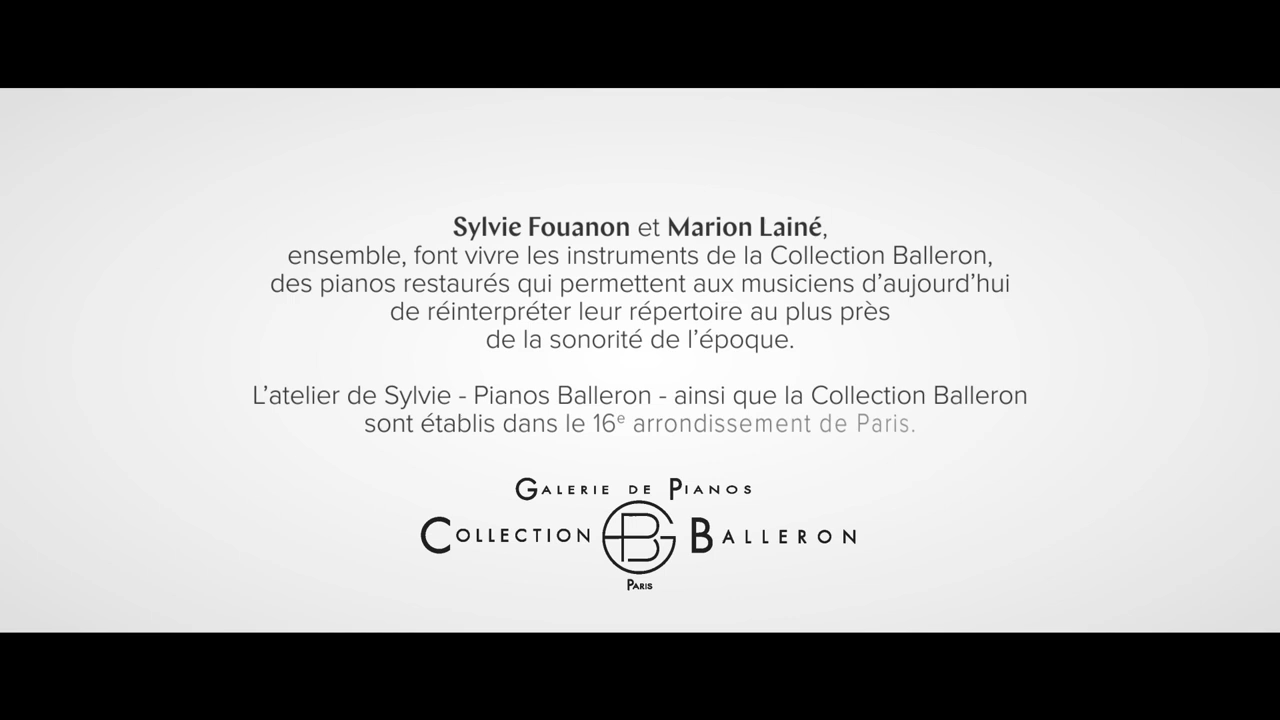 Sylvie Fouanon et Marion Lainé,
ensemble, font vivre les instruments de la Collection Balleron,
des pianos restaurés qui permettent aux musiciens d’aujourd’hui
de réinterpréter leur répertoire au plus près
de la sonorité de l’époque.
L’atelier de Sylvie - Pianos Balleron - ainsi que la Collection Balleron
sont établis dans le 16e arrondissement de Paris.
GALERIE DE PIANOS
COLLECTION GB BALLERON
PARIS